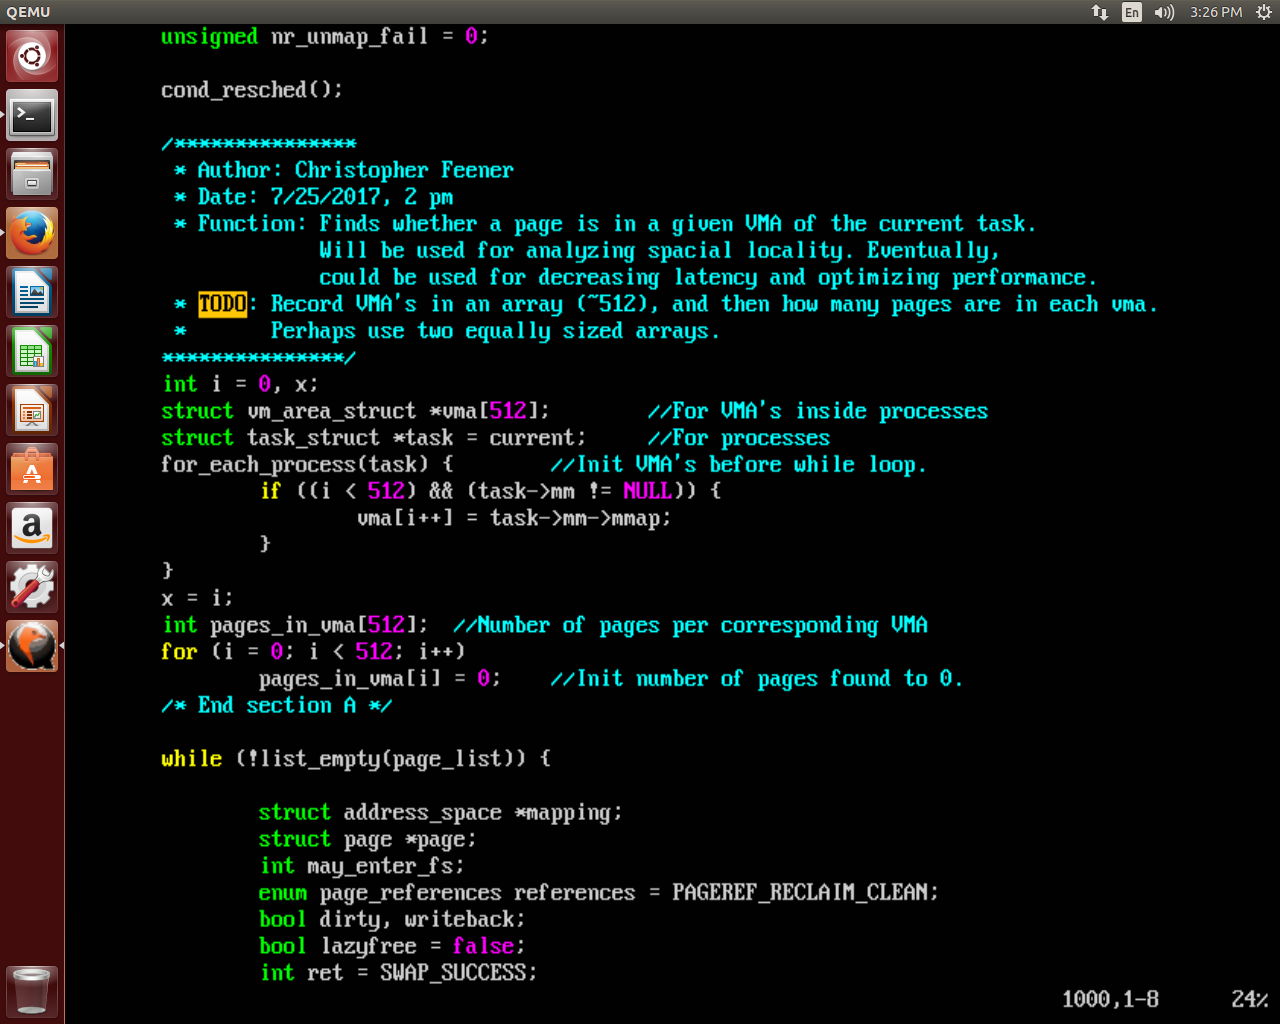 QEMU
En
3:26 PM
unsigned nr_unmap_fail = 0;
cond_resched();
/***************
* Author: Christopher Feener
* Date: 7/25/2017, 2 pm
* Function: Finds whether a page is in a given VMA of the current task.
Will be used for analyzing spacial locality. Eventually,
could be used for decreasing latency and optimizing performance.
* TODO: Record VMA's in an array (~512), and then how many pages are in each vma.
* Perhaps use two equally sized arrays.
***************/
int i = 0, x;
struct vm_area_struct *vma[512]; //For VMA's inside processes
struct task_struct *task = current; //For processes
for_each_process(task) { //Init VMA's before while loop.
if ((i < 512) && (task->mm != NULL)) {
vma[i++] = task->mm->mmap;
}
}
x = i;
int pages_in_vma[512]; //Number of pages per corresponding VMA
for (i = 0; i < 512; i++)
pages_in_vma[i] = 0; //Init number of pages found to 0.
/* End section A */
while (!list_empty(page_list)) {
struct address_space *mapping;
struct page *page;
int may_enter_fs;
enum page_references references = PAGEREF_RECLAIM_CLEAN;
bool dirty, writeback;
bool lazyfree = false;
int ret = SWAP_SUCCESS;
1000,1-8 24%